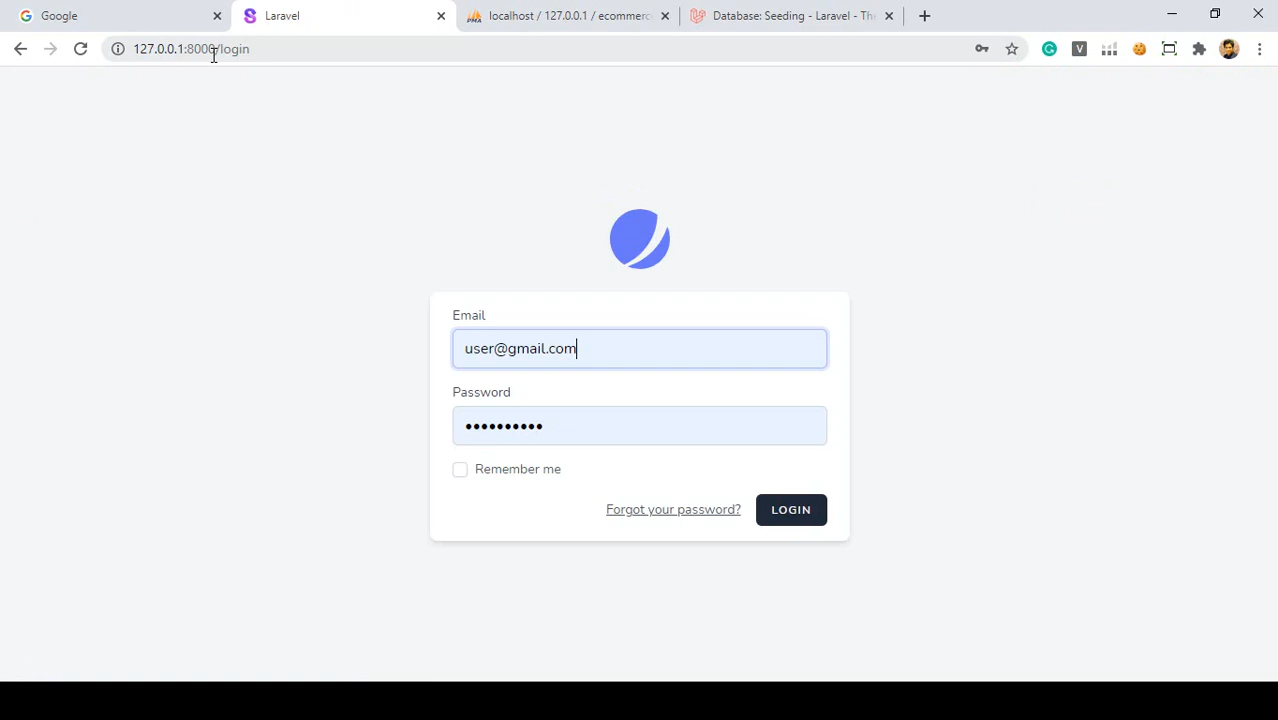 Google
Laravel
localhost / 127.0.0.1 / ecommerc
Database: Seeding - Laravel - The
127.0.0.1:8000/login
V
Email
user@gmail.com
Password
Remember me
Forgot your password?
LOGIN